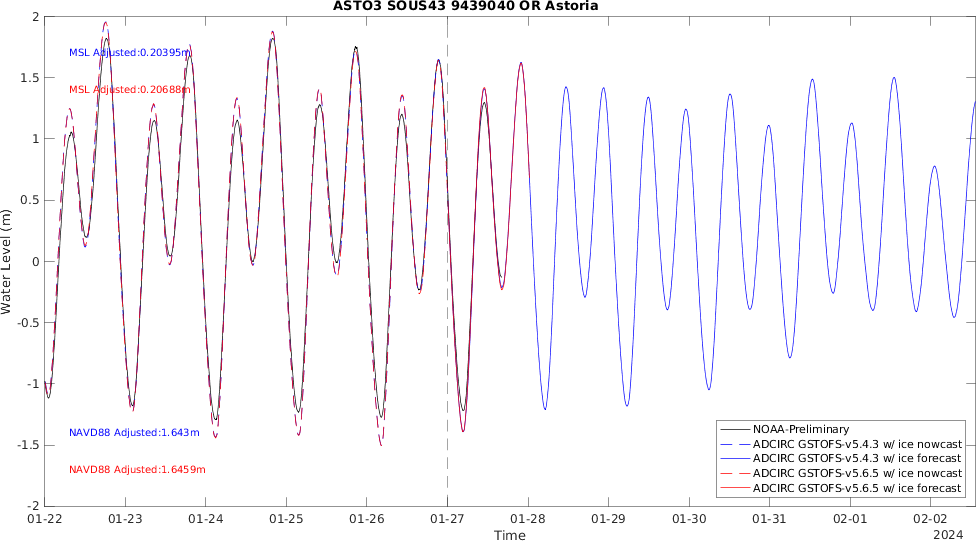 ASTO3 SOUS43 9439040 OR Astoria
2
1.5
1
0.5
0
-0.5
-1
-1.5
-2
Water Level (m)
MSL Adjusted:0.20395m
MSL Adjusted:0.20688m
NAVD88 Adjusted:1.643m
NAVD88 Adjusted:1.6459m
NOAA-Preliminary
ADCIRC GSTOFS-v5.4.3 w/ ice nowcast
ADCIRC GSTOFS-v5.4.3 w/ ice forecast
ADCIRC GSTOFS-v5.6.5 w/ ice nowcast
ADCIRC GSTOFS-v5.6.5 w/ ice forecast
01-22 01-23 01-24 01-25 01-26 01-27 01-28 01-29 01-30 01-31 02-01 02-02
2024
Time